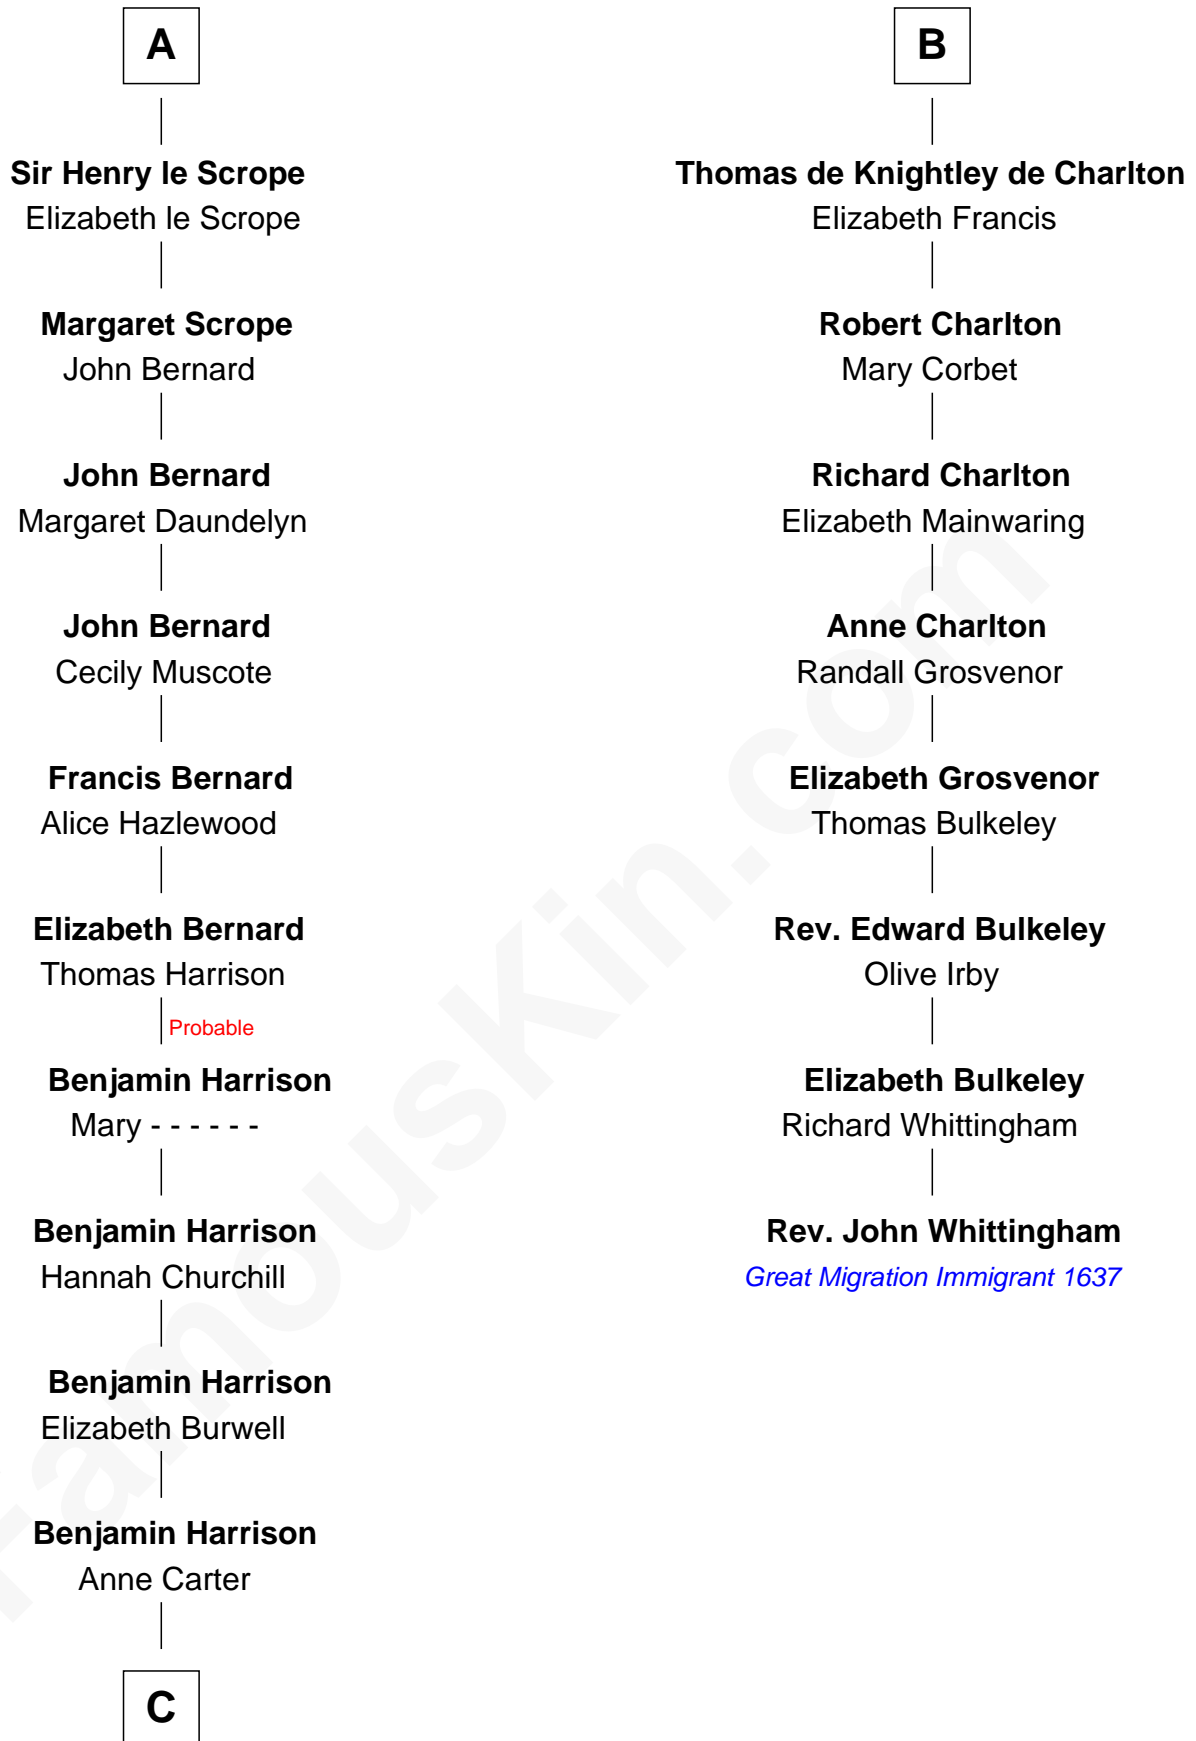 A
Sir Henry le Scrope
Elizabeth le Scrope
Margaret Scrope
John Bernard
John Bernard
Margaret Daundelyn
John Bernard
Cecily Muscote
Francis Bernard
Alice Hazlewood
Elizabeth Bernard
Thomas Harrison
Probable
Benjamin Harrison
Mary - - - - - -
Benjamin Harrison
Hannah Churchill
Benjamin Harrison
Elizabeth Burwell
Benjamin Harrison
Anne Carter
C
B
Thomas de Knightley de Charlton
Elizabeth Francis
Robert Charlton
Mary Corbet
Richard Charlton
Elizabeth Mainwaring
Anne Charlton
Randall Grosvenor
Elizabeth Grosvenor
Thomas Bulkeley
Rev. Edward Bulkeley
Olive Irby
Elizabeth Bulkeley
Richard Whittingham
Rev. John Whittingham
Great Migration Immigrant 1637
FamousKin.com